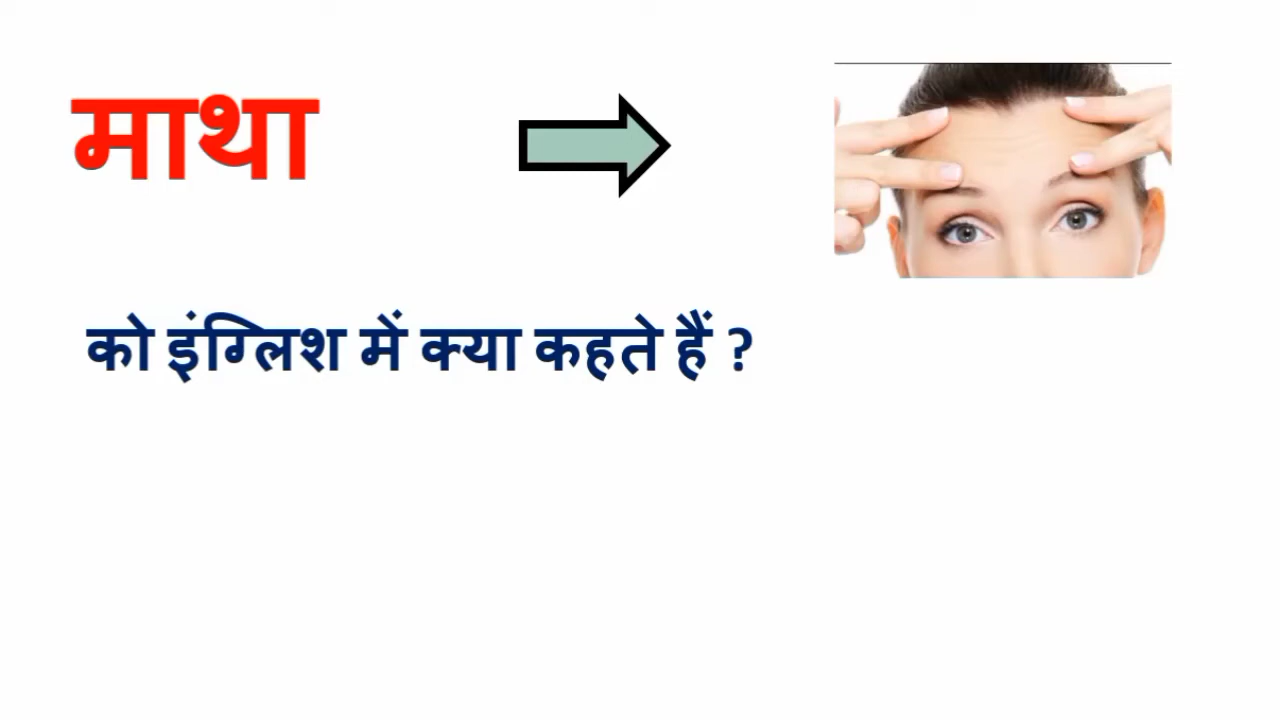 माथा
को इंग्लिश में क्या कहते हैं ?